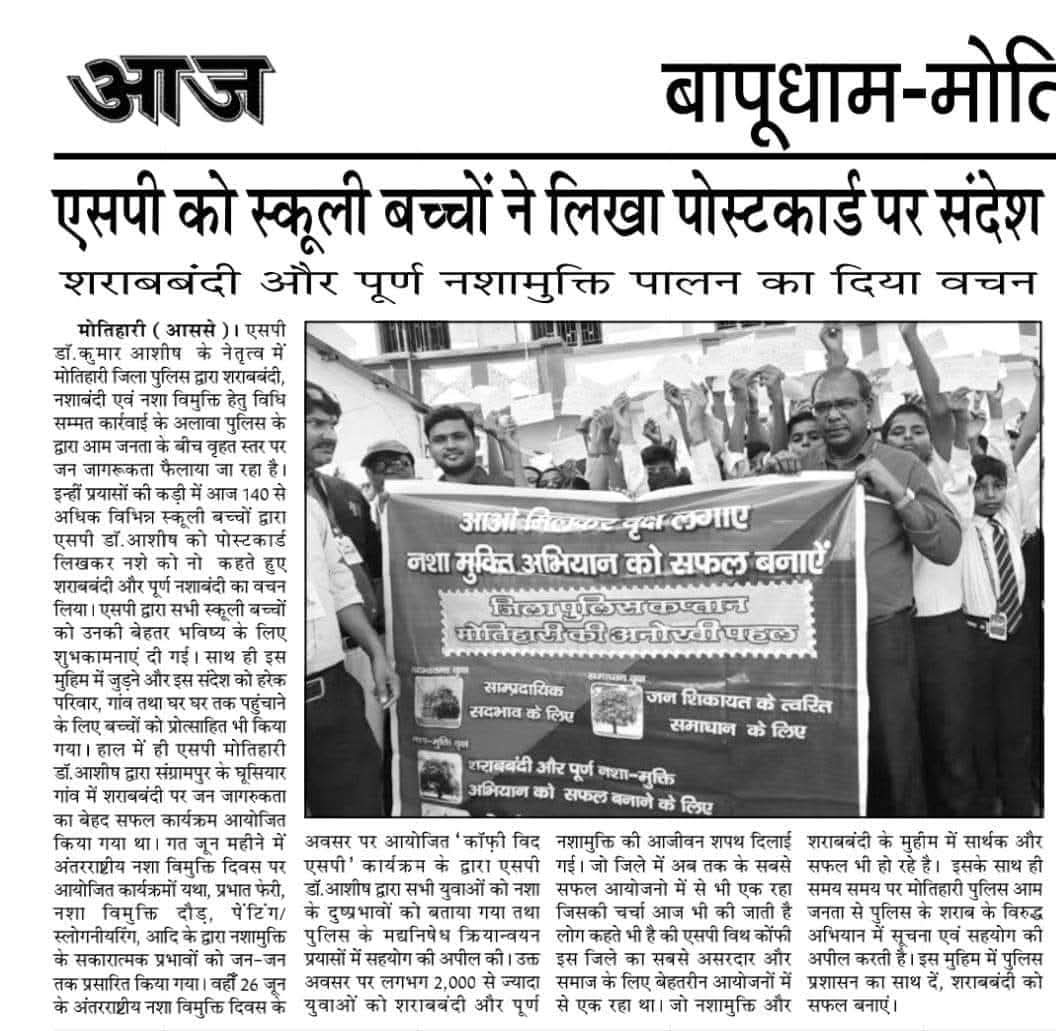 आज
बापूधाम-मोति
एसपी को स्कूली बच्चों ने लिखा पोस्टकार्ड पर संदेश
शराबबंदी और पूर्ण नशामुक्ति पालन का दिया वचन
मोतिहारी ( आससे )। एसपी
डॉ.कुमार आशीष के नेतृत्व में
मोतिहारी जिला पुलिस द्वारा शराबबंदी,
नशाबंदी एवं नशा विमुक्ति हेतु विधि
सम्मत कार्रवाई के अलावा पुलिस के
द्वारा आम जनता के बीच वृहत स्तर पर
जन जागरूकता फैलाया जा रहा है।
इन्हीं प्रयासों की कड़ी में आज 140 से
अधिक विभिन्न स्कूली बच्चों द्वारा
एसपी डॉ.आशीष को पोस्टकार्ड
लिखकर नशे को नो कहते हुए
शराबबंदी और पूर्ण नशाबंदी का वचन
लिया। एसपी द्वारा सभी स्कूली बच्चों
को उनकी बेहतर भविष्य के लिए
शुभकामनाएं दी गई। साथ ही इस
मुहिम में जुड़ने और इस संदेश को हरेक
परिवार, गांव तथा घर घर तक पहुंचाने
के लिए बच्चों को प्रोत्साहित भी किया
गया। हाल में ही एसपी मोतिहारी
डॉ.आशीष द्वारा संग्रामपुर के घूसियार
गांव में शराबबंदी पर जन जागरुकता
का बेहद सफल कार्यक्रम आयोजित
किया गया था। गत जून महीने में
अंतरराष्ट्रीय नशा विमुक्ति दिवस पर
आयोजित कार्यक्रमों यथा, प्रभात फेरी,
नशा विमुक्ति दौड़, पेंटिंग/
स्लोगनीयरिंग, आदि के द्वारा नशामुक्ति
के सकारात्मक प्रभावों को जन-जन
तक प्रसारित किया गया। वहीँ 26 जून
के अंतरराष्ट्रीय नशा विमुक्ति दिवस के
आओ मिलकर वृक्ष लगाए
नशा मुक्ति अभियान को सफल बनाऐं
जिला पुलिस कप्तान
मोतिहारी की अनोखी पहल
सदभावना वृक्ष
साम्प्रदायिक
सदभाव के लिए
समाधान वृक्ष
जन शिकायत के त्वरित
समाधान के लिए
शराबबंदी और पूर्ण नशा-मुक्ति
अभियान को सफल बनाने के लिए
अवसर पर आयोजित 'कॉफ़ी विद
एसपी' कार्यक्रम के द्वारा एसपी
डॉ.आशीष द्वारा सभी युवाओं को नशा
के दुष्प्रभावों को बताया गया तथा
पुलिस के मद्यनिषेध क्रियान्वयन
प्रयासों में सहयोग की अपील की। उक्त
अवसर पर लगभग 2,000 से ज्यादा
युवाओं को शराबबंदी और पूर्ण
नशामुक्ति की आजीवन शपथ दिलाई
गई। जो जिले में अब तक के सबसे
सफल आयोजनो में से भी एक रहा
जिसकी चर्चा आज भी की जाती है
लोग कहते भी है की एसपी विथ कोंफी
इस जिले का सबसे असरदार और
समाज के लिए बेहतरीन आयोजनों में
से एक रहा था। जो नशामुक्ति और
शराबबंदी के मुहीम में सार्थक और
सफल भी हो रहे है। इसके साथ ही
समय समय पर मोतिहारी पुलिस आम
जनता से पुलिस के शराब के विरुद्ध
अभियान में सूचना एवं सहयोग की
अपील करती है। इस मुहिम में पुलिस
प्रशासन का साथ दें, शराबबंदी को
सफल बनाएं।